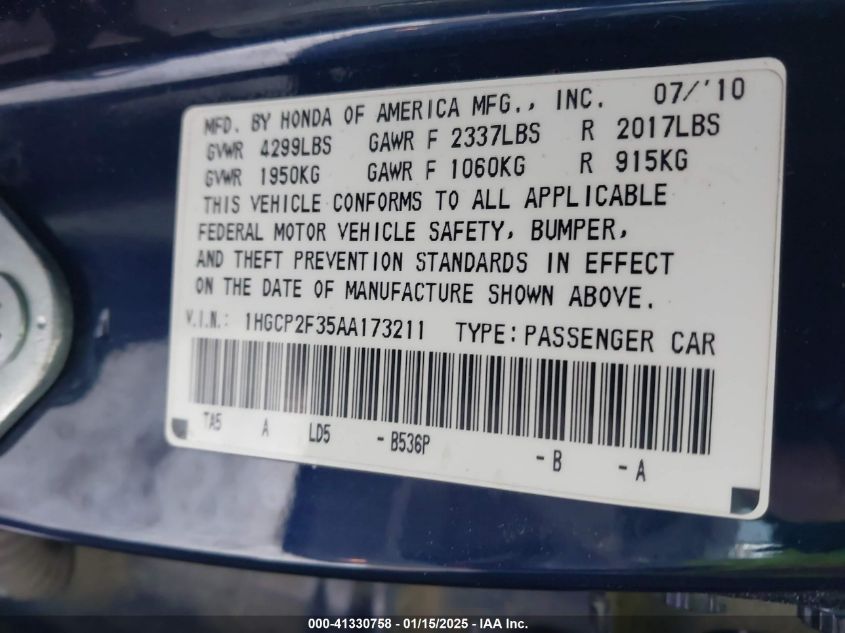 MFD. BY HONDA OF AMERICA MFG., INC. 07/'10
GVWR 4299LBS GAWR F 2337LBS R 2017LBS
GVWR 1950KG GAWR F 1060KG R 915KG
THIS VEHICLE CONFORMS TO ALL APPLICABLE
FEDERAL MOTOR VEHICLE SAFETY, BUMPER,
AND THEFT PREVENTION STANDARDS IN EFFECT
ON THE DATE OF MANUFACTURE SHOWN ABOVE.
V.I.N.: 1HGCP2F35AA173211 TYPE: PASSENGER CAR
TA5 A LD5 - B536P - B - A
000-41330758 - 01/15/2025 - IAA Inc.